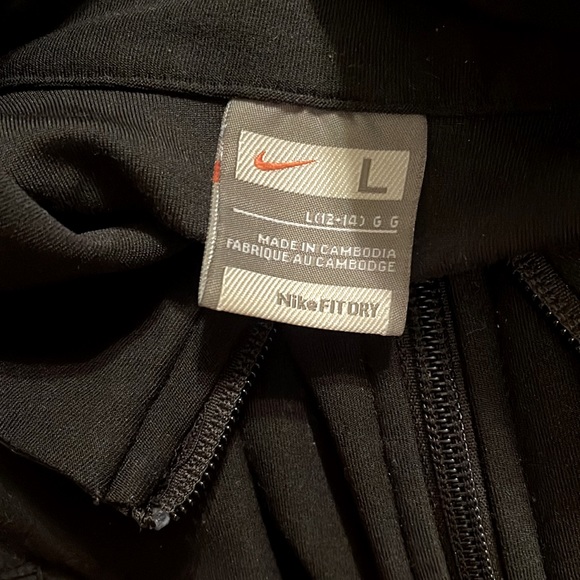 L
L(12-14) G G
MADE IN CAMBODIA
FABRIQUE AU CAMBODGE
Nike FIT DRY